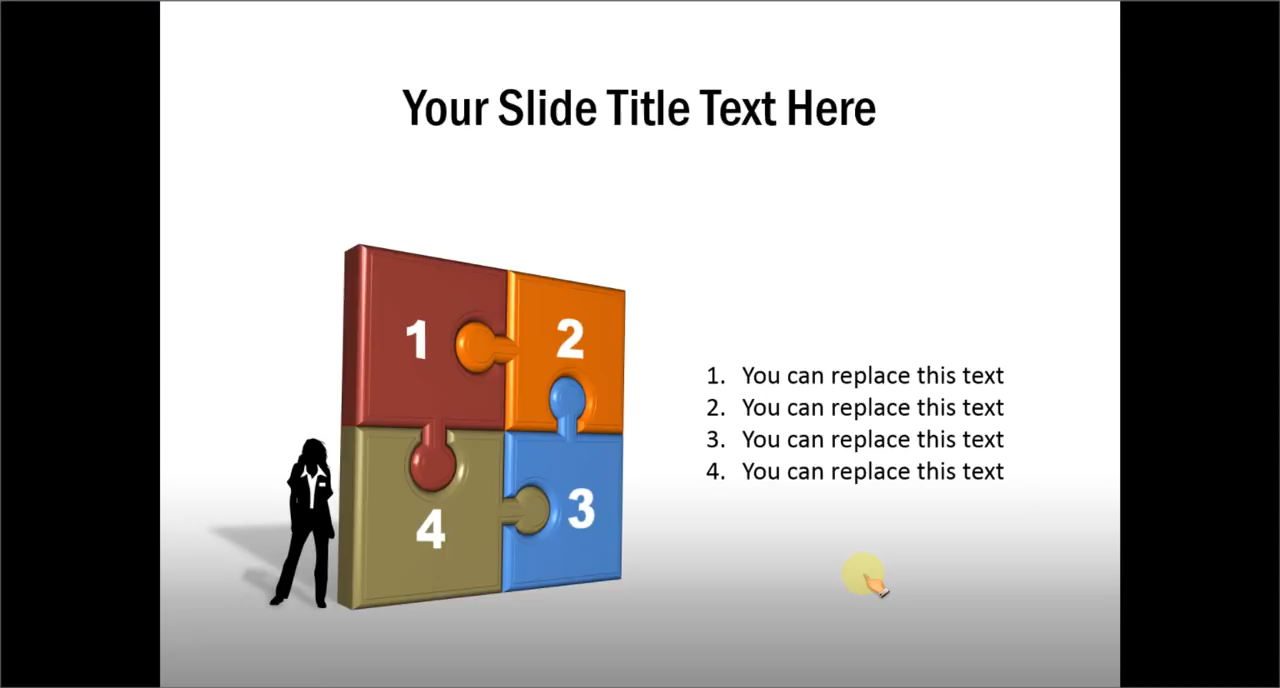 Your Slide Title Text Here
1 2
4 3
1. You can replace this text
2. You can replace this text
3. You can replace this text
4. You can replace this text